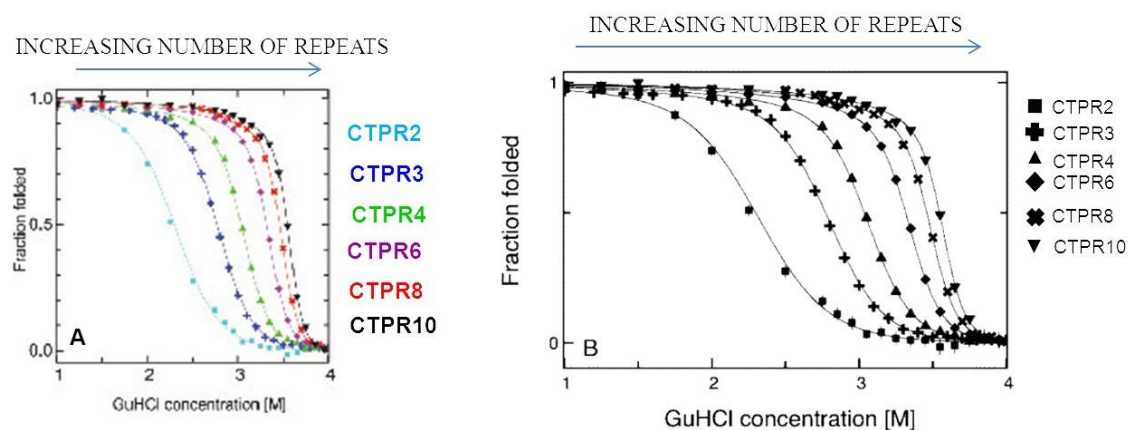 INCREASING NUMBER OF REPEATS
1.0
0.5
0.0
Fraction folded
A
1
2
3
4
GuHCl concentration [M]
CTPR2
CTPR3
CTPR4
CTPR6
CTPR8
CTPR10
INCREASING NUMBER OF REPEATS
1
0.5
0
Fraction folded
B
1
2
3
4
GuHCl concentration [M]
CTPR2
CTPR3
CTPR4
CTPR6
CTPR8
CTPR10